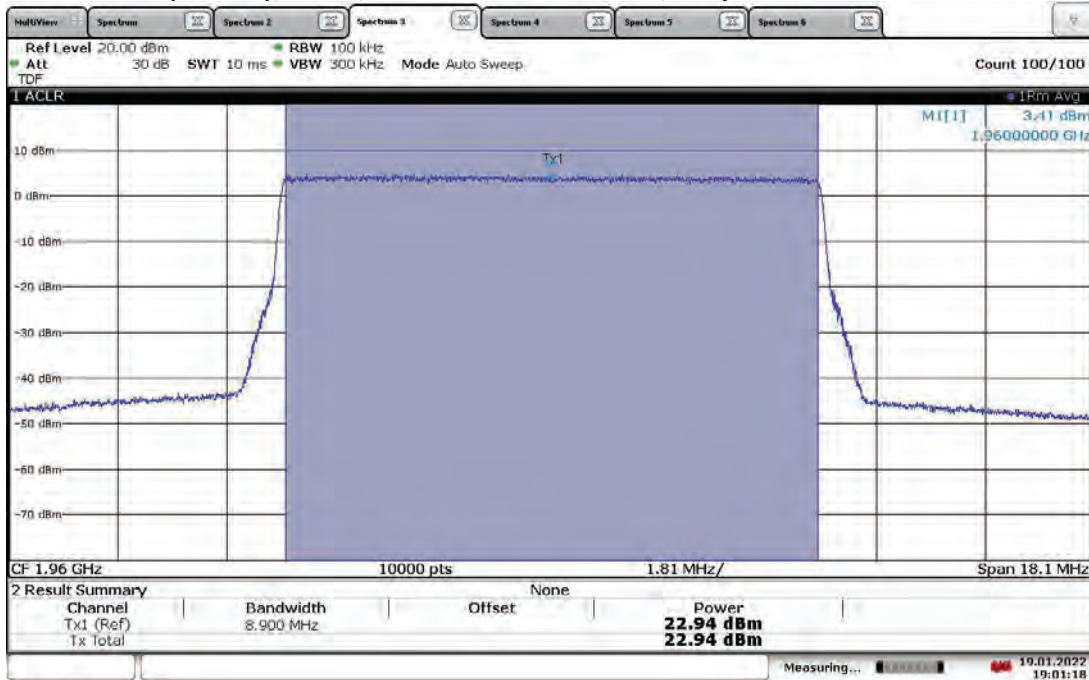 MultiView Spectrum Spectrum 2 Spectrum 3 Spectrum 4 Spectrum 5 Spectrum 6
Ref Level 20.00 dBm RBW 100 kHz
Att 30 dB SWT 10 ms VBW 300 kHz Mode Auto Sweep Count 100/100
TDF
1 ACLR 1Rm Avg
M1[1] 3.41 dBm
1.96000000 GHz
10 dBm
Tx1
0 dBm
-10 dBm
-20 dBm
-30 dBm
-40 dBm
-50 dBm
-60 dBm
-70 dBm
CF 1.96 GHz 10000 pts 1.81 MHz/ Span 18.1 MHz
2 Result Summary None
Channel Bandwidth Offset Power
Tx1 (Ref) 8.900 MHz 22.94 dBm
Tx Total 22.94 dBm
Measuring... 19.01.2022
19:01:18